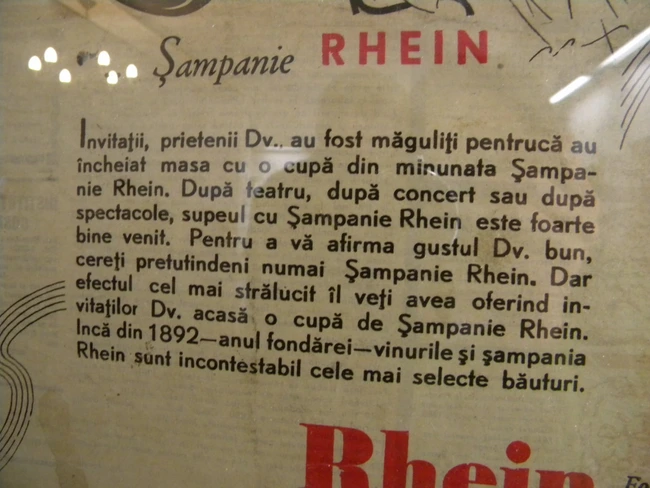 Şampanie RHEIN
Invitaţii, prietenii Dv., au fost măguliţi pentrucă au
încheiat masa cu o cupă din minunata Şampa-
nie Rhein. După teatru, după concert sau după
spectacole, supeul cu Şampanie Rhein este foarte
bine venit. Pentru a vă afirma gustul Dv. bun,
cereţi pretutindeni numai Şampanie Rhein. Dar
efectul cel mai strălucit îl veţi avea oferind in-
vitaţilor Dv. acasă o cupă de Şampanie Rhein.
Incă din 1892—anul fondărei—vinurile şi şampania
Rhein sunt incontestabil cele mai selecte băuturi.
Rhein